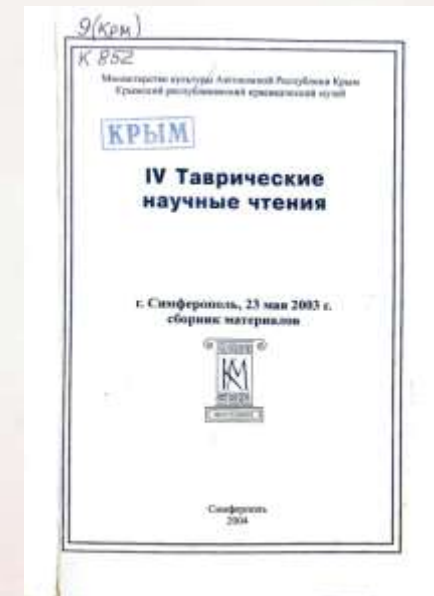 9(Крм)
К 852
Министерство культуры Автономной Республики Крым
Крымский республиканский краеведческий музей
КРЫМ
IV Таврические
научные чтения
г. Симферополь, 23 мая 2003 г.
сборник материалов
КМ
Симферополь
2004